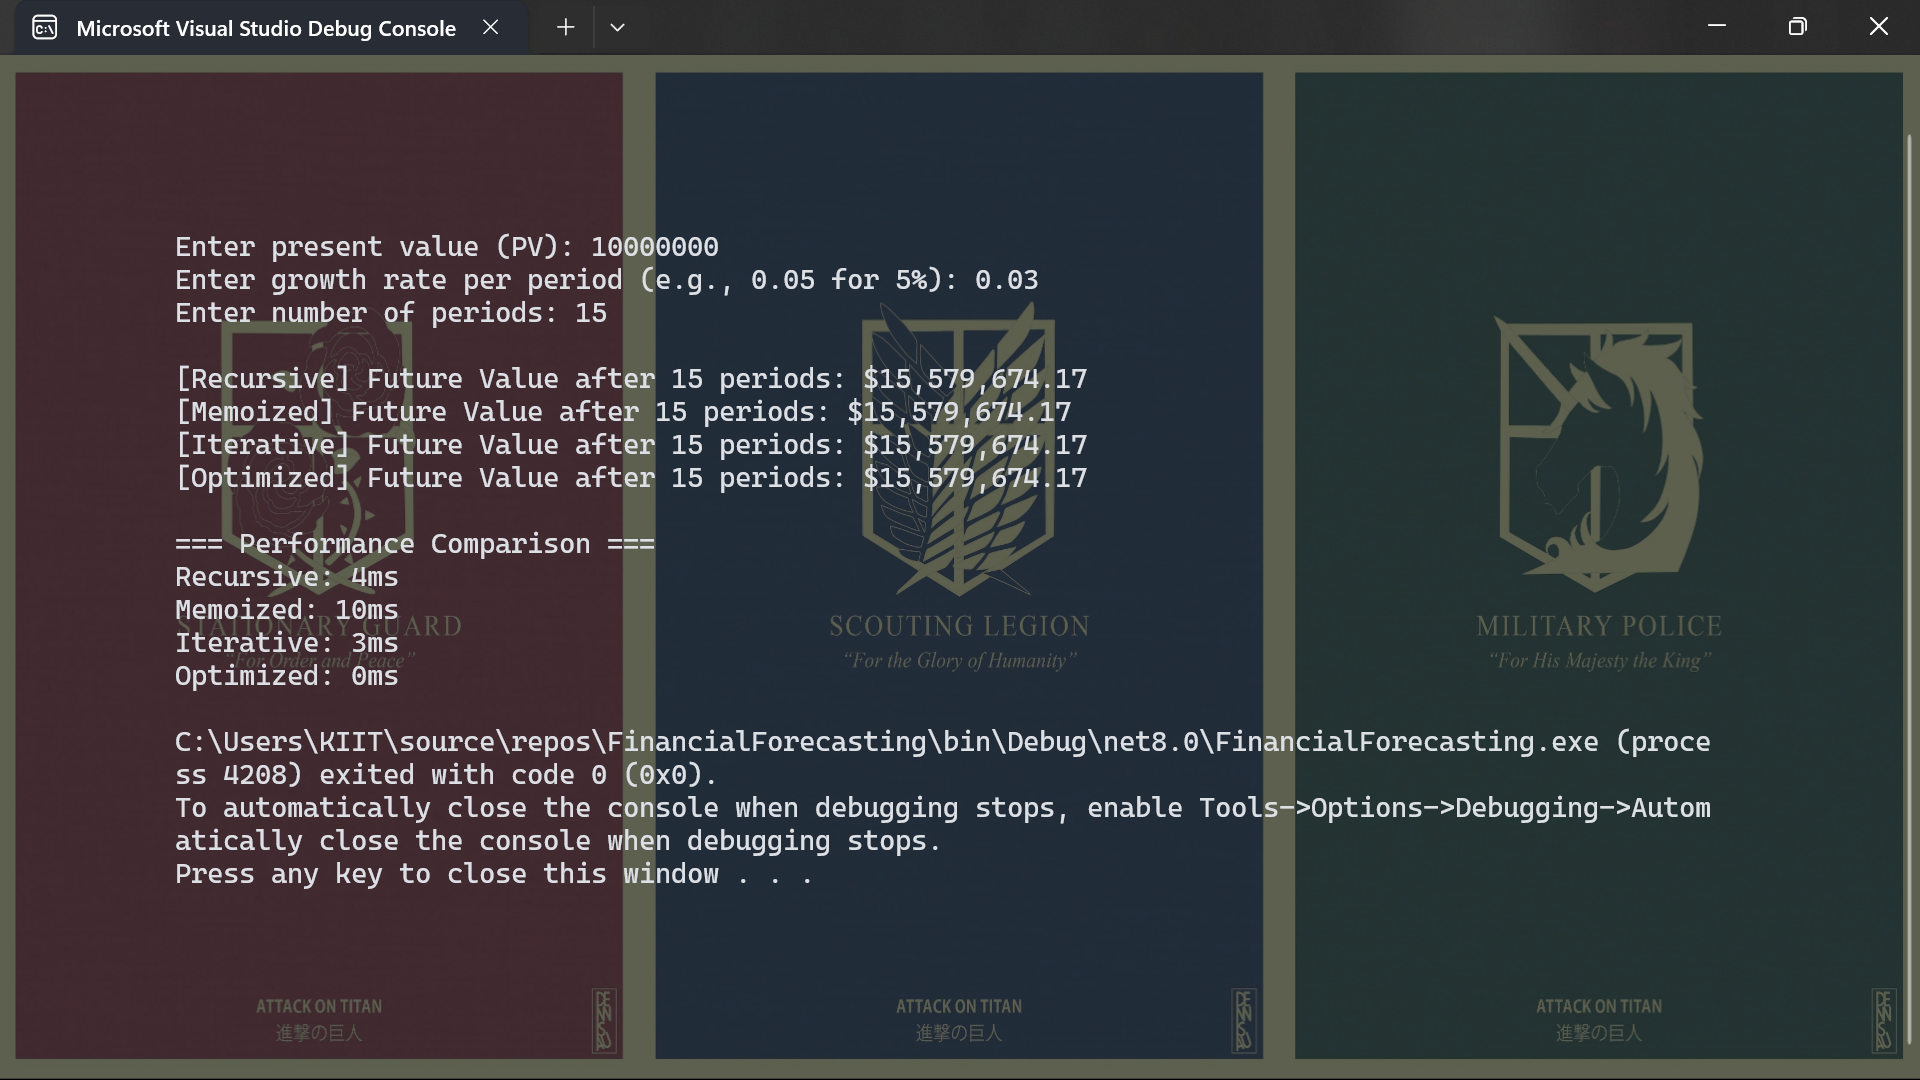 Microsoft Visual Studio Debug Console
Enter present value (PV): 10000000
Enter growth rate per period (e.g., 0.05 for 5%): 0.03
Enter number of periods: 15
[Recursive] Future Value after 15 periods: $15,579,674.17
[Memoized] Future Value after 15 periods: $15,579,674.17
[Iterative] Future Value after 15 periods: $15,579,674.17
[Optimized] Future Value after 15 periods: $15,579,674.17
=== Performance Comparison ===
Recursive: 4ms
Memoized: 10ms
Iterative: 3ms
Optimized: 0ms
C:\Users\KIIT\source\repos\FinancialForecasting\bin\Debug\net8.0\FinancialForecasting.exe (proce
ss 4208) exited with code 0 (0x0).
To automatically close the console when debugging stops, enable Tools->Options->Debugging->Autom
atically close the console when debugging stops.
Press any key to close this window . . .
STATIONARY GUARD
“For Order and Peace”
ATTACK ON TITAN
進撃の巨人
SCOUTING LEGION
“For the Glory of Humanity”
ATTACK ON TITAN
進撃の巨人
MILITARY POLICE
“For His Majesty the King”
ATTACK ON TITAN
進撃の巨人